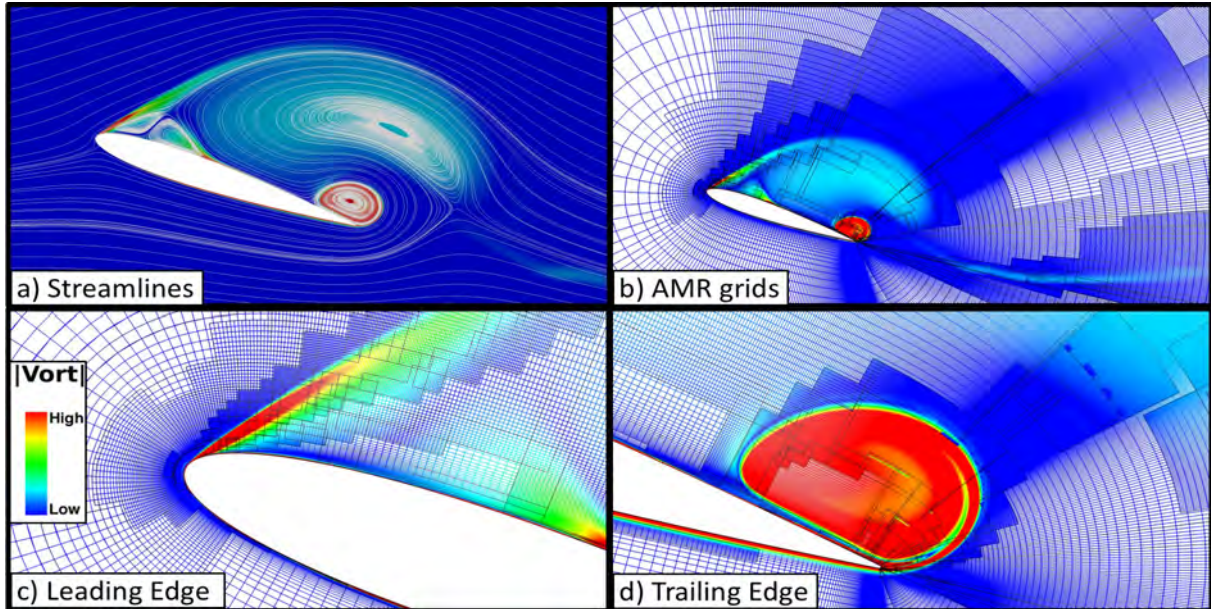 a) Streamlines
b) AMR grids
|Vort|
High
Low
c) Leading Edge
d) Trailing Edge